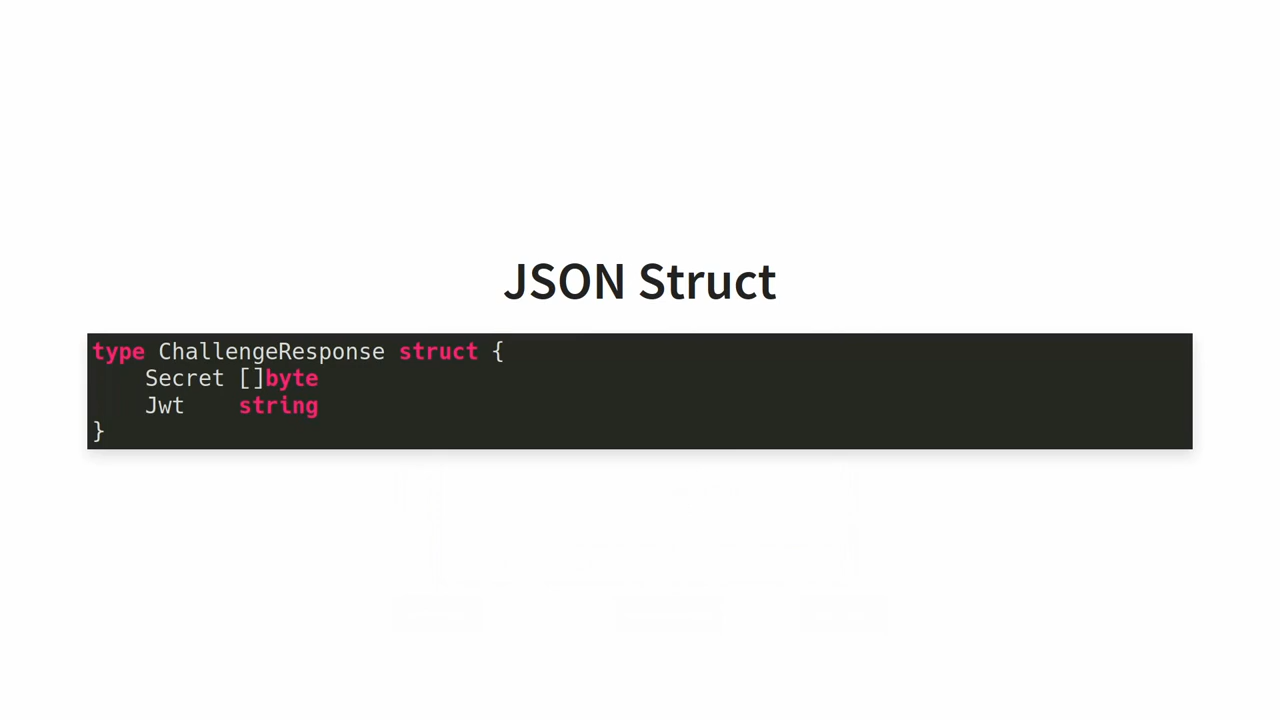 JSON Struct
type ChallengeResponse struct {
    Secret []byte
    Jwt    string
}